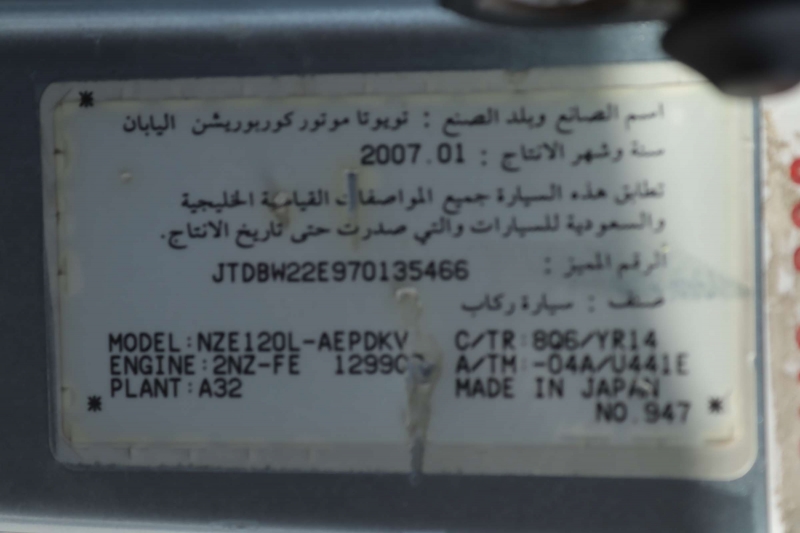 اسم الصانع وبلد الصنع : تويوتا موتور كوربوريشن اليابان
سنة وشهر الانتاج : 2007.01
تطابق هذه السيارة جميع المواصفات القياسية الخليجية
والسعودية للسيارات والتي صدرت حتى تاريخ الانتاج.
الرقم المميز : JTDBW22E970135466
صنف : سيارة ركاب
MODEL:NZE120L-AEPDKV C/TR:8Q6/YR14
ENGINE:2NZ-FE 1299CC A/TM:-04A/U441E
PLANT:A32 MADE IN JAPAN
NO.947